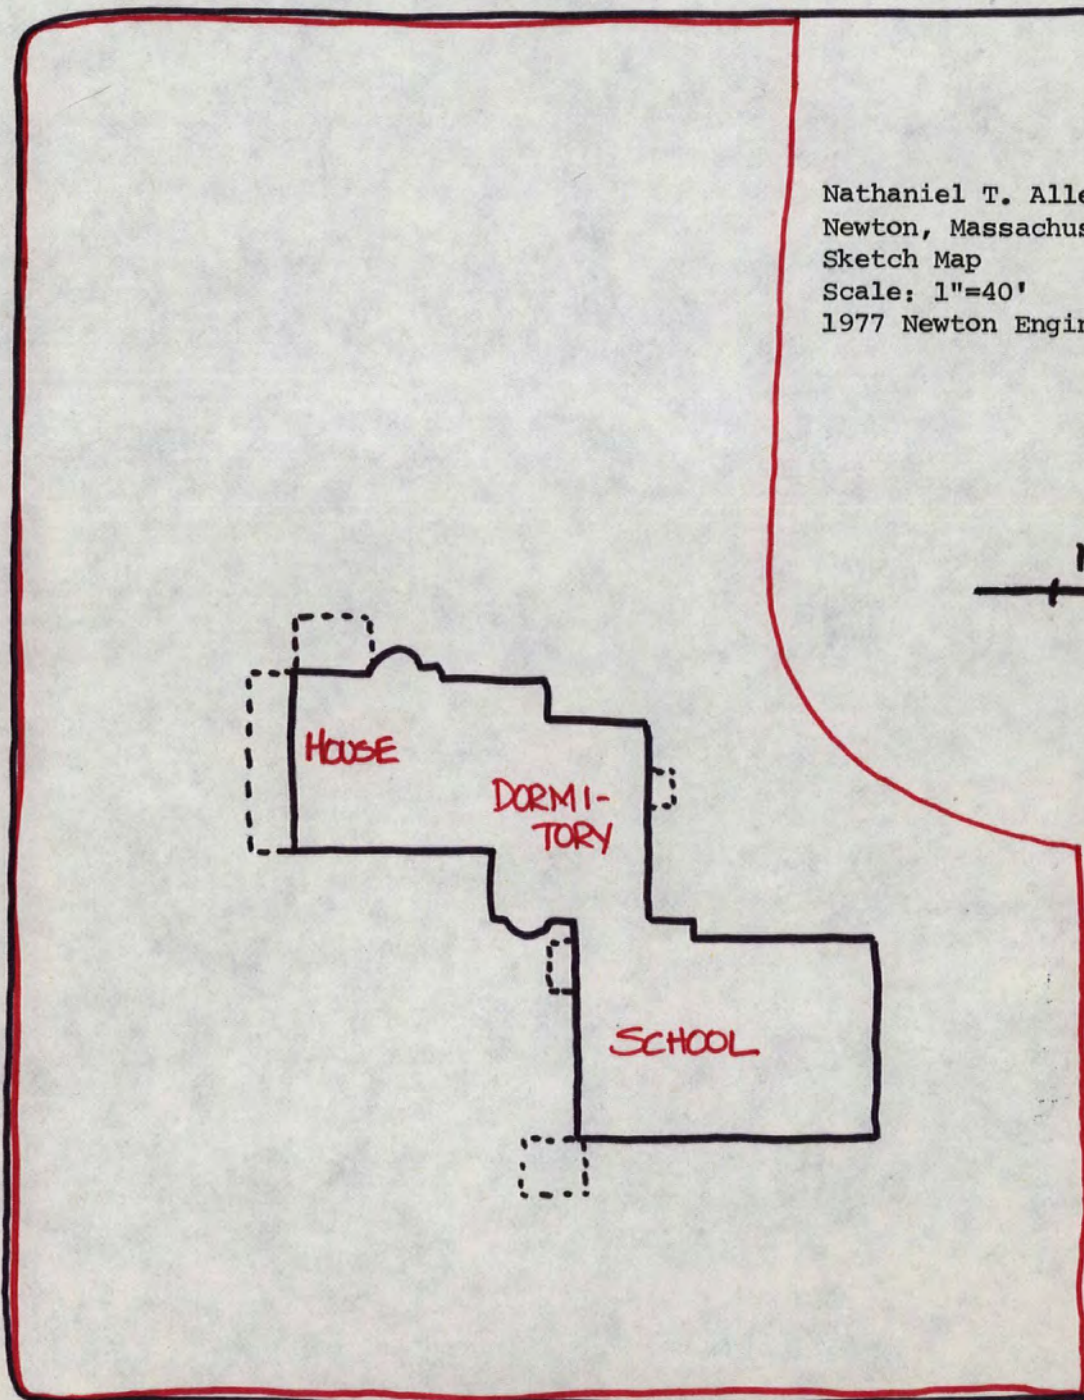 Nathaniel T. Alle
Newton, Massachus
Sketch Map
Scale: 1"=40'
1977 Newton Engin
HOUSE
DORMI-
TORY
SCHOOL